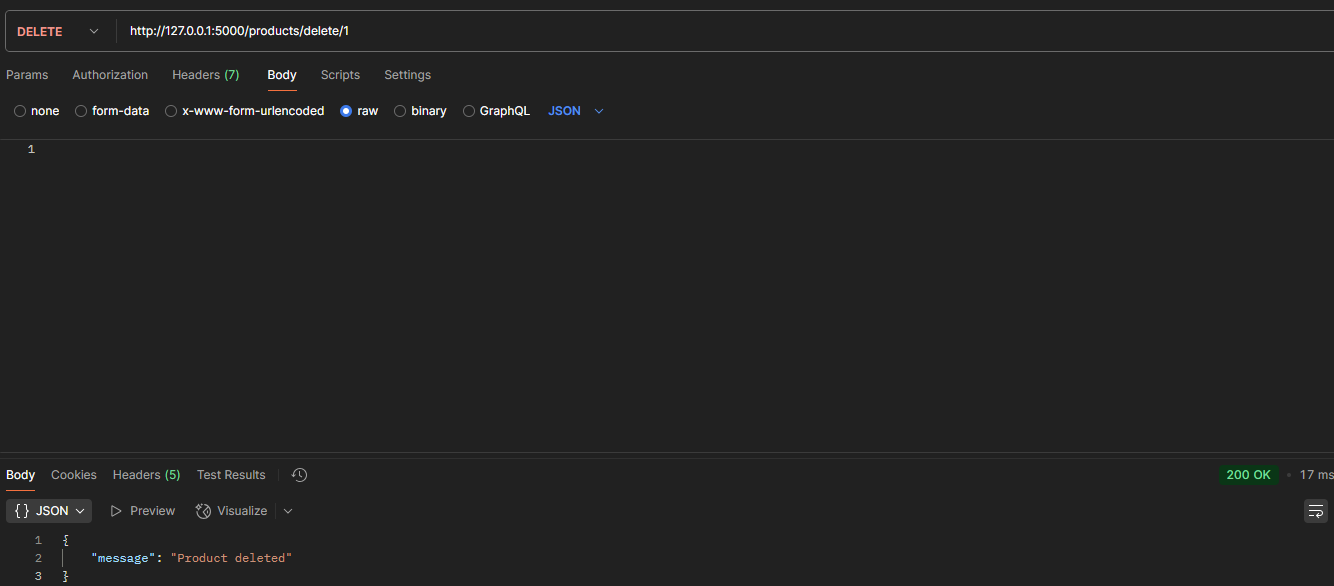 DELETE http://127.0.0.1:5000/products/delete/1
Params Authorization Headers (7) Body Scripts Settings
none form-data x-www-form-urlencoded raw binary GraphQL JSON
1
Body Cookies Headers (5) Test Results 200 OK • 17 ms
{} JSON Preview Visualize
1 {
2 "message": "Product deleted"
3 }